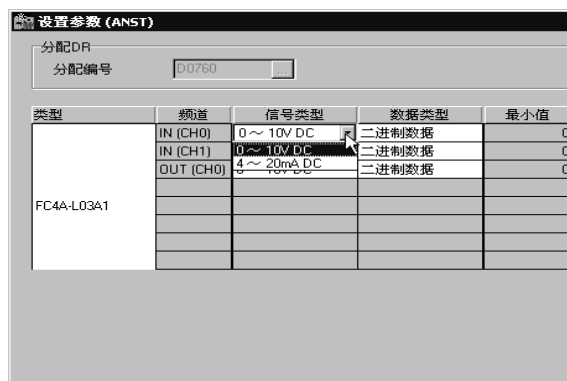 设置参数 (ANST)
分配DR
分配编号 D0760 ...
类型 频道 信号类型 数据类型 最小值
IN (CH0) 0～ 10V DC 二进制数据 0
IN (CH1) 0～ 10V DC 二进制数据 0
OUT (CH0) 4～ 20mA DC 二进制数据 0
FC4A-L03A1